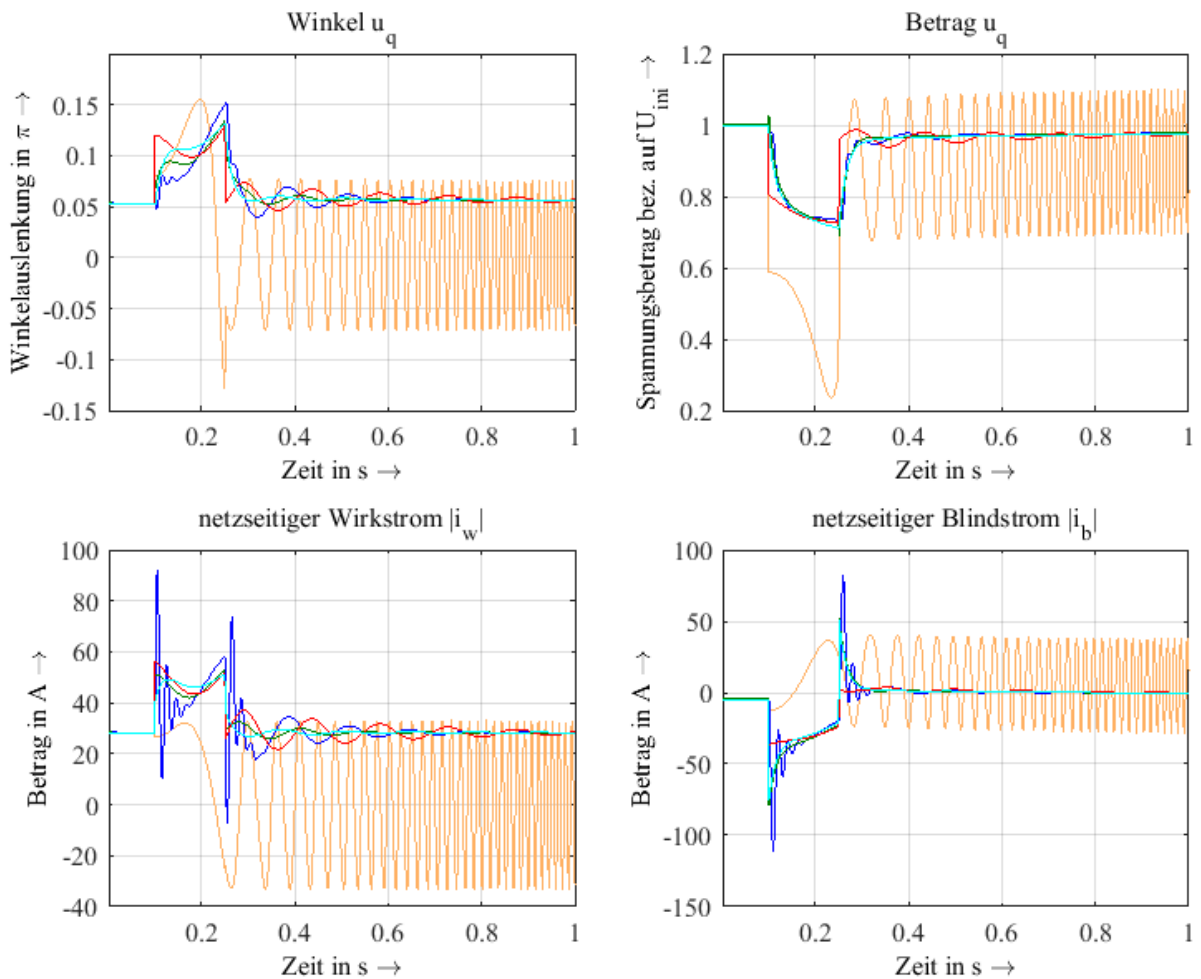 Winkel u_q
Winkelauslenkung in π →
0.15
0.1
0.05
0
-0.05
-0.1
-0.15
0.2 0.4 0.6 0.8 1
Zeit in s →
Betrag u_q
Spannungsbetrag bez. auf U_ini →
1.2
1
0.8
0.6
0.4
0.2
0.2 0.4 0.6 0.8 1
Zeit in s →
netzseitiger Wirkstrom |i_w|
Betrag in A →
100
80
60
40
20
0
-20
-40
0.2 0.4 0.6 0.8 1
Zeit in s →
netzseitiger Blindstrom |i_b|
Betrag in A →
100
50
0
-50
-100
-150
0.2 0.4 0.6 0.8 1
Zeit in s →